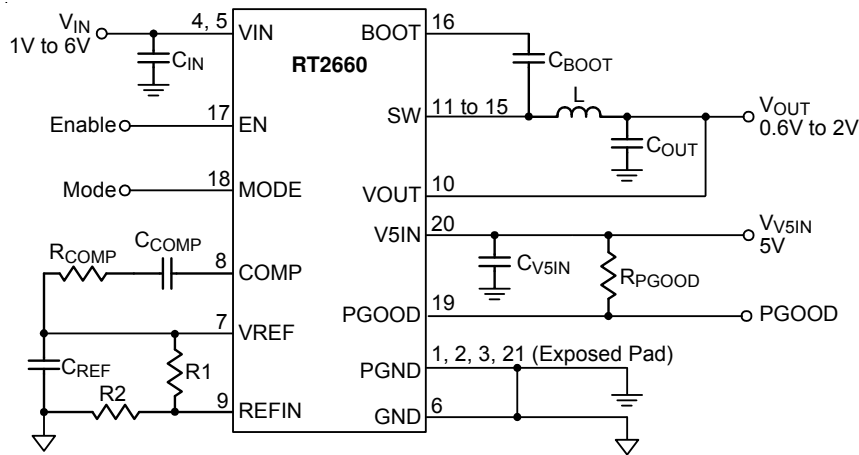 VIN
1V to 6V
4, 5
VIN
CIN
RT2660
BOOT
16
CBOOT
Enable
17
EN
SW
11 to 15
L
VOUT
0.6V to 2V
COUT
Mode
18
MODE
VOUT
10
V5IN
20
VV5IN
5V
RCOMP
CCOMP
8
COMP
CV5IN
RPGOOD
7
VREF
PGOOD
19
PGOOD
CREF
R1
PGND
1, 2, 3, 21 (Exposed Pad)
R2
9
REFIN
GND
6